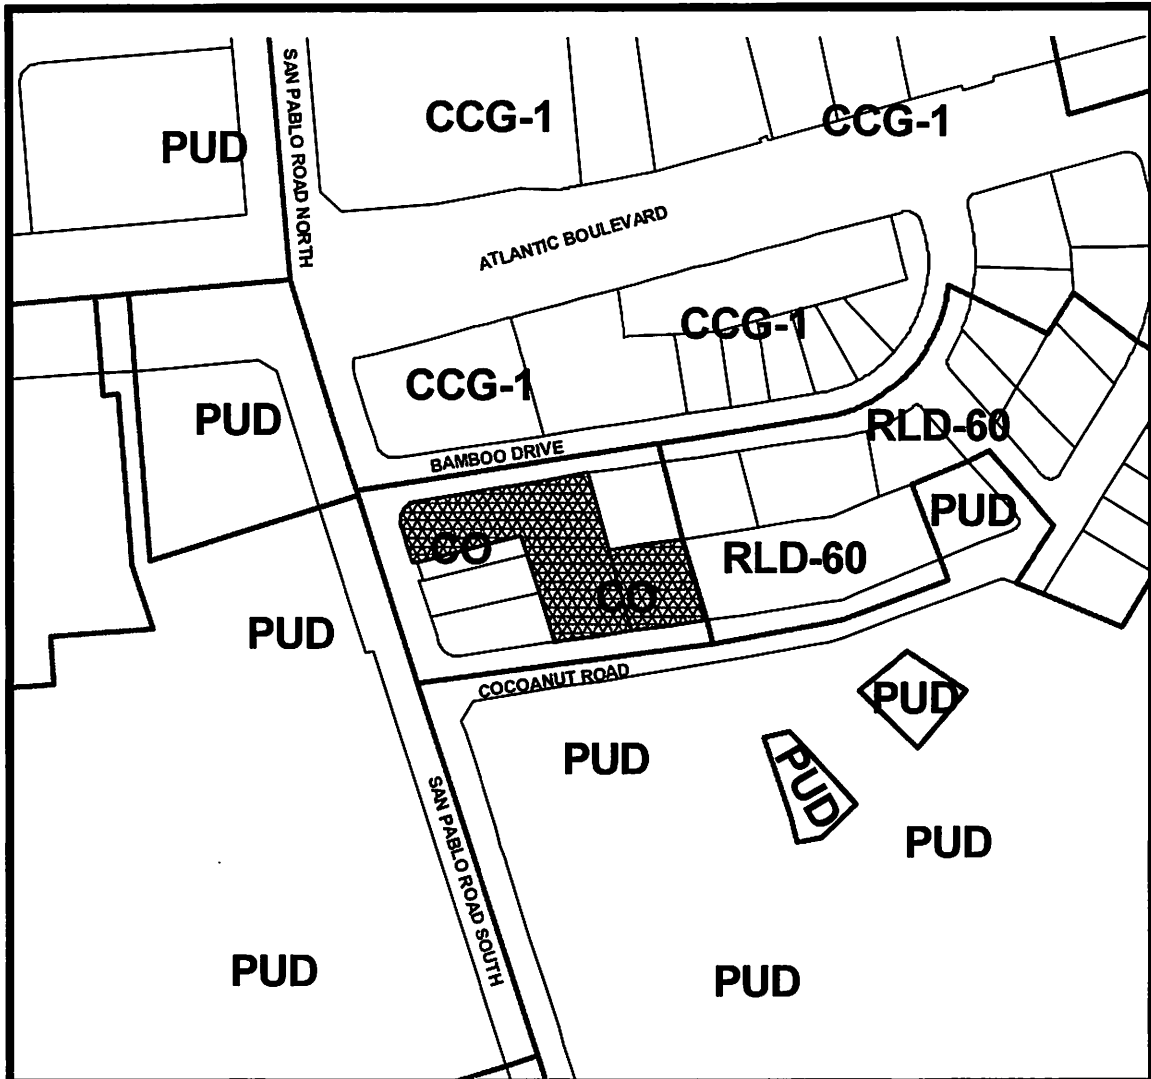 SAN PABLO ROAD NORTH
PUD
CCG-1
CCG-1
ATLANTIC BOULEVARD
CCG-1
CCG-1
PUD
RLD-60
BAMBOO DRIVE
PUD
CO
RLD-60
CO
PUD
COCOANUT ROAD
PUD
PUD
PUD
PUD
SAN PABLO ROAD SOUTH
PUD
PUD